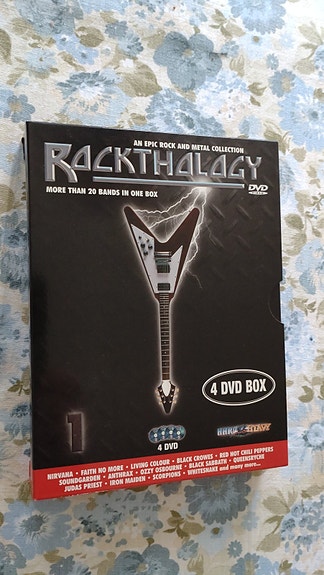 AN EPIC ROCK AND METAL COLLECTION
ROCKTHOLOGY
MORE THAN 20 BANDS IN ONE BOX
DVD
4 DVD BOX
1
4 DVD
HARD & HEAVY
NIRVANA • FAITH NO MORE • LIVING COLOUR • BLACK CROWES • RED HOT CHILI PEPPERS
SOUNDGARDEN • ANTHRAX • OZZY OSBOURNE • BLACK SABBATH • QUEENSRYCHE
JUDAS PRIEST • IRON MAIDEN • SCORPIONS • WHITESNAKE and many more...